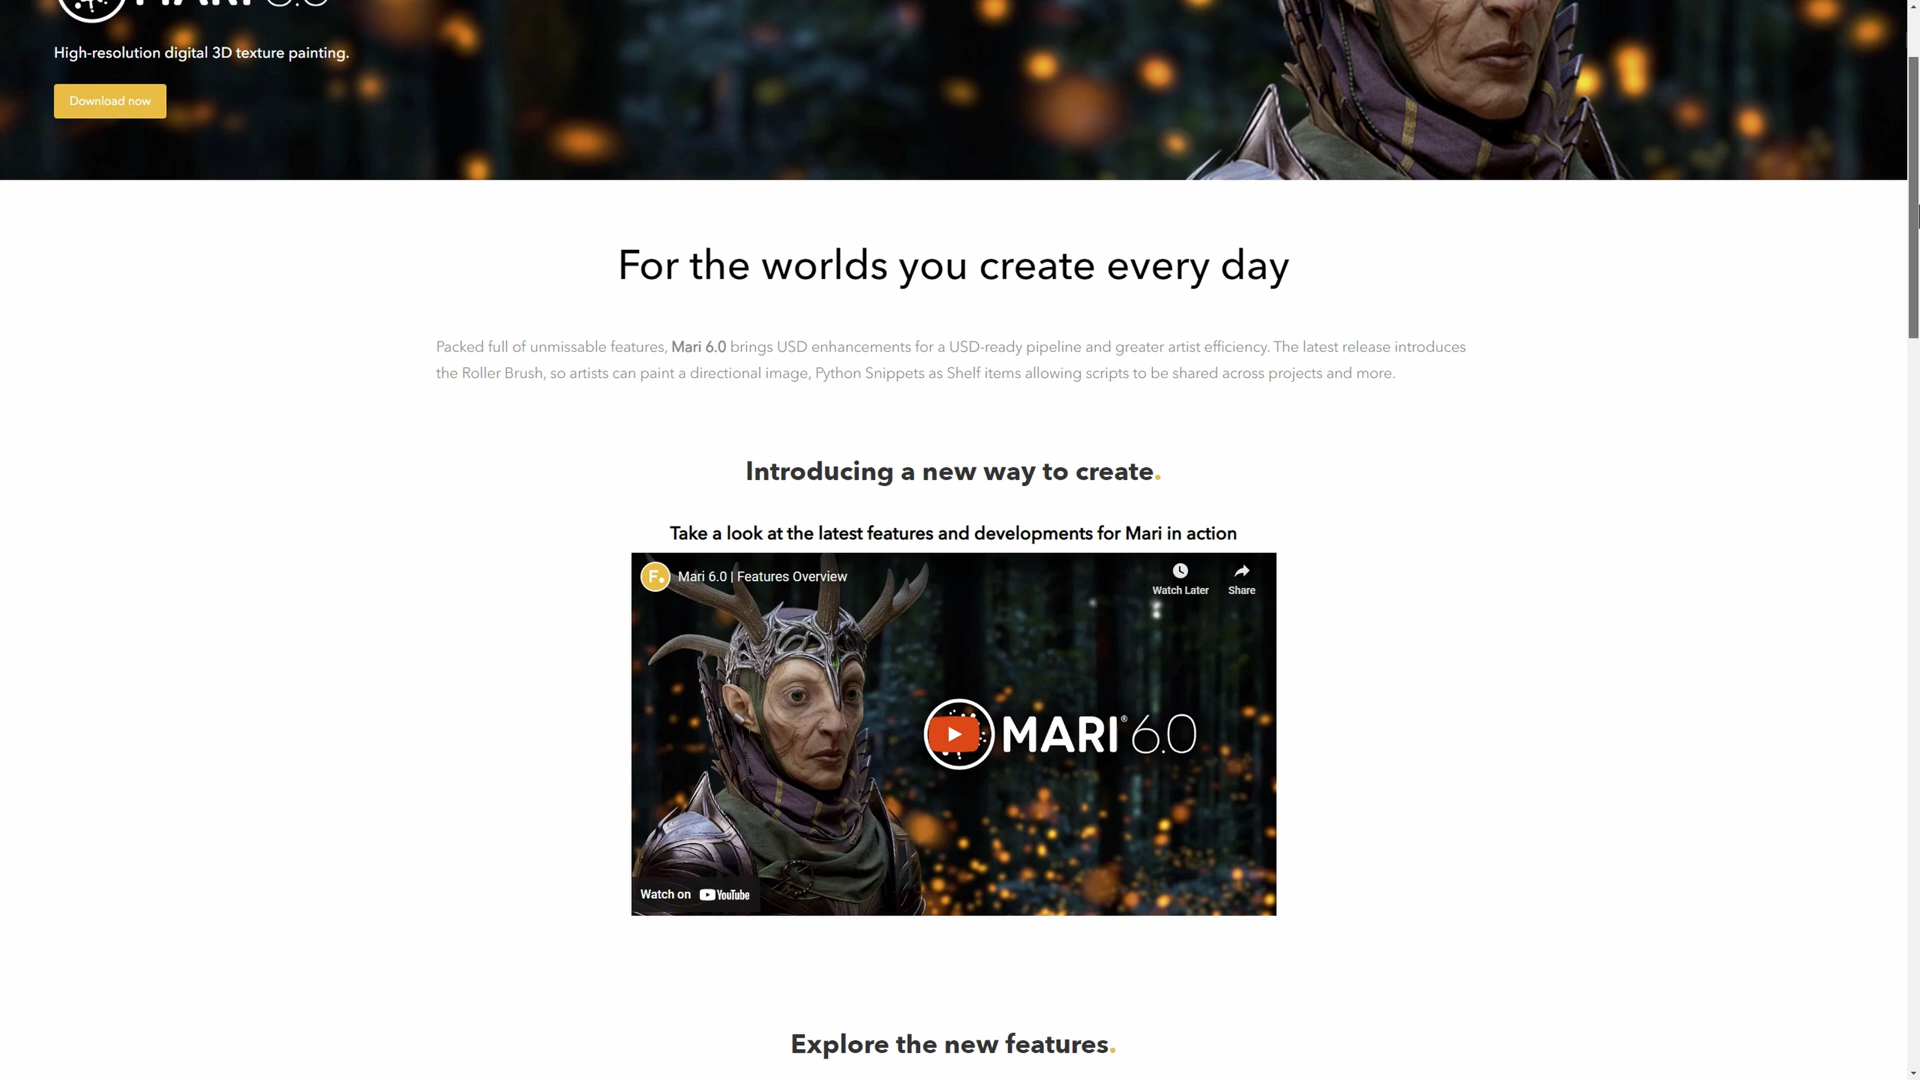 High-resolution digital 3D texture painting.
Download now
For the worlds you create every day
Packed full of unmissable features, Mari 6.0 brings USD enhancements for a USD-ready pipeline and greater artist efficiency. The latest release introduces
the Roller Brush, so artists can paint a directional image, Python Snippets as Shelf items allowing scripts to be shared across projects and more.
Introducing a new way to create.
Take a look at the latest features and developments for Mari in action
F. Mari 6.0 | Features Overview
Watch Later
Share
MARI® 6.0
Watch on YouTube
Explore the new features.